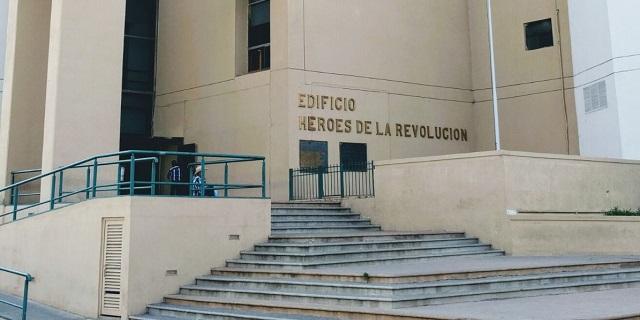 EDIFICIO
HEROES DE LA REVOLUCION